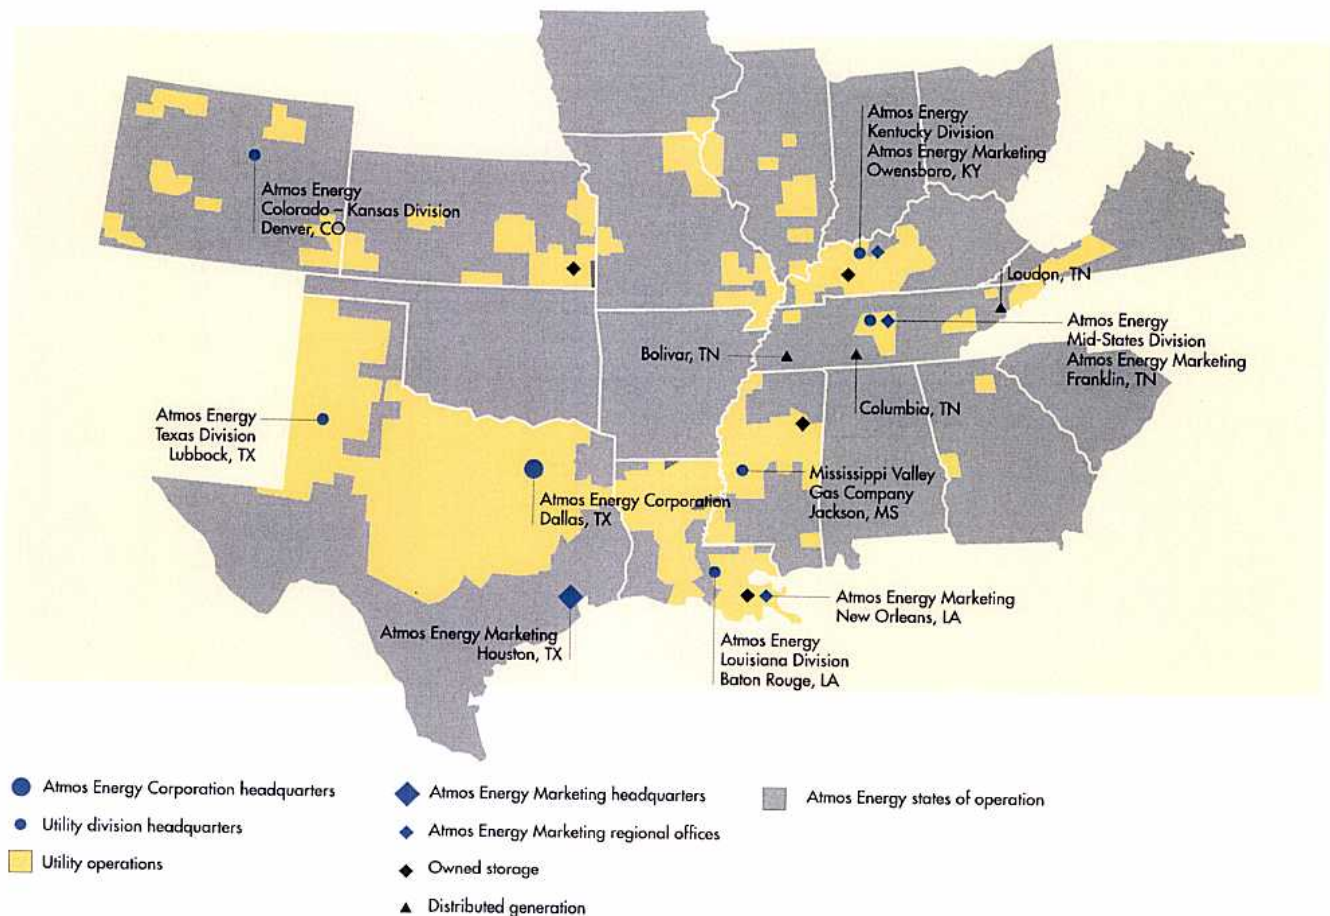 Atmos Energy
Kentucky Division
Atmos Energy Marketing
Owensboro, KY
Atmos Energy
Colorado – Kansas Division
Denver, CO
Loudon, TN
Atmos Energy
Mid-States Division
Atmos Energy Marketing
Franklin, TN
Bolivar, TN
Columbia, TN
Atmos Energy
Texas Division
Lubbock, TX
Mississippi Valley
Gas Company
Jackson, MS
Atmos Energy Corporation
Dallas, TX
Atmos Energy Marketing
New Orleans, LA
Atmos Energy Marketing
Houston, TX
Atmos Energy
Louisiana Division
Baton Rouge, LA
Atmos Energy Corporation headquarters
Utility division headquarters
Utility operations
Atmos Energy Marketing headquarters
Atmos Energy Marketing regional offices
Owned storage
Distributed generation
Atmos Energy states of operation